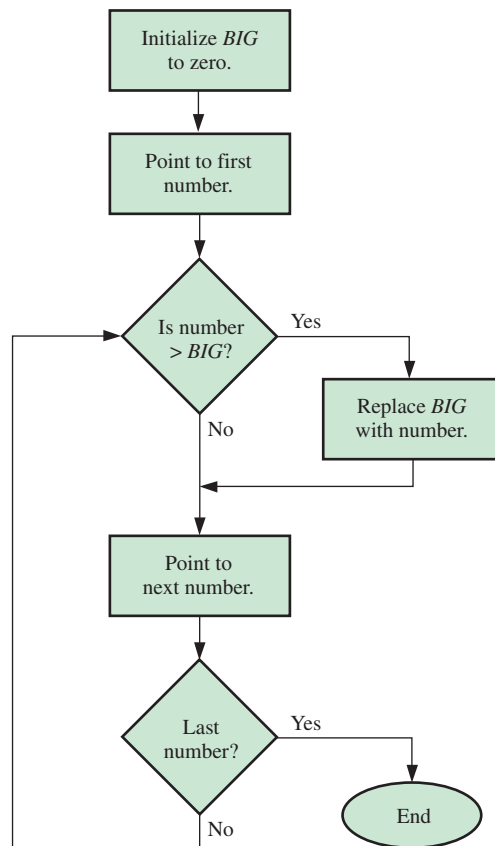 Initialize BIG
to zero.
Point to first
number.
Is number
> BIG?
Yes
Replace BIG
with number.
No
Point to
next number.
Last
number?
Yes
End
No